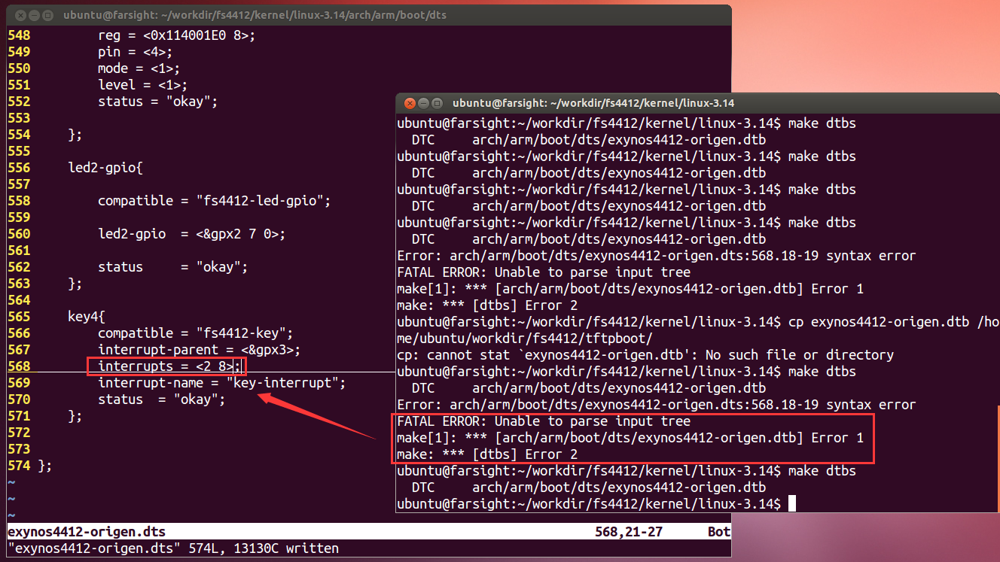 ubuntu@farsight: ~/workdir/fs4412/kernel/linux-3.14/arch/arm/boot/dts
548 reg = <0x114001E0 8>;
549 pin = <4>;
550 mode = <1>;
551 level = <1>;
552 status = "okay";
553
554 };
555
556 led2-gpio{
557
558 compatible = "fs4412-led-gpio";
559
560 led2-gpio  = <&gpx2 7 0>;
561
562 status     = "okay";
563 };
564
565 key4{
566 compatible = "fs4412-key";
567 interrupt-parent = <&gpx3>;
568 interrupts = <2 8>;
569 interrupt-name = "key-interrupt";
570 status  = "okay";
571 };
572
573
574 };
~
~
~
exynos4412-origen.dts 568,21-27 Bot
"exynos4412-origen.dts" 574L, 13130C written
ubuntu@farsight: ~/workdir/fs4412/kernel/linux-3.14
ubuntu@farsight:~/workdir/fs4412/kernel/linux-3.14$ make dtbs
DTC     arch/arm/boot/dts/exynos4412-origen.dtb
ubuntu@farsight:~/workdir/fs4412/kernel/linux-3.14$ make dtbs
DTC     arch/arm/boot/dts/exynos4412-origen.dtb
ubuntu@farsight:~/workdir/fs4412/kernel/linux-3.14$ make dtbs
DTC     arch/arm/boot/dts/exynos4412-origen.dtb
ubuntu@farsight:~/workdir/fs4412/kernel/linux-3.14$ make dtbs
DTC     arch/arm/boot/dts/exynos4412-origen.dtb
Error: arch/arm/boot/dts/exynos4412-origen.dts:568.18-19 syntax error
FATAL ERROR: Unable to parse input tree
make[1]: *** [arch/arm/boot/dts/exynos4412-origen.dtb] Error 1
make: *** [dtbs] Error 2
ubuntu@farsight:~/workdir/fs4412/kernel/linux-3.14$ cp exynos4412-origen.dtb /ho
me/ubuntu/workdir/fs4412/tftpboot/
cp: cannot stat `exynos4412-origen.dtb': No such file or directory
ubuntu@farsight:~/workdir/fs4412/kernel/linux-3.14$ make dtbs
DTC     arch/arm/boot/dts/exynos4412-origen.dtb
Error: arch/arm/boot/dts/exynos4412-origen.dts:568.18-19 syntax error
FATAL ERROR: Unable to parse input tree
make[1]: *** [arch/arm/boot/dts/exynos4412-origen.dtb] Error 1
make: *** [dtbs] Error 2
ubuntu@farsight:~/workdir/fs4412/kernel/linux-3.14$ make dtbs
DTC     arch/arm/boot/dts/exynos4412-origen.dtb
ubuntu@farsight:~/workdir/fs4412/kernel/linux-3.14$